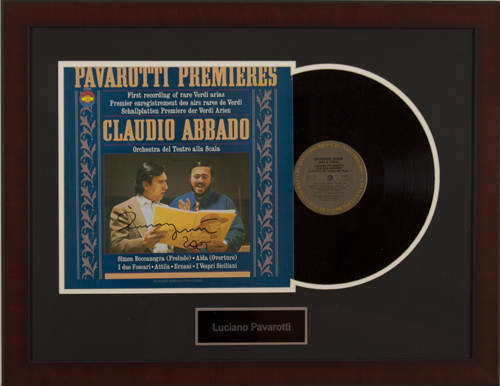 PAVAROTTI PREMIERES
First recording of rare Verdi arias
Premier enregistrement des airs rares de Verdi
Schallplatten Premiere der Verdi Arien
CLAUDIO ABBADO
Orchestra del Teatro alla Scala
Simon Boccanegra (Prelude) • Aida (Overture)
I due Foscari • Attila • Ernani • I Vespri Siciliani
Luciano Pavarotti